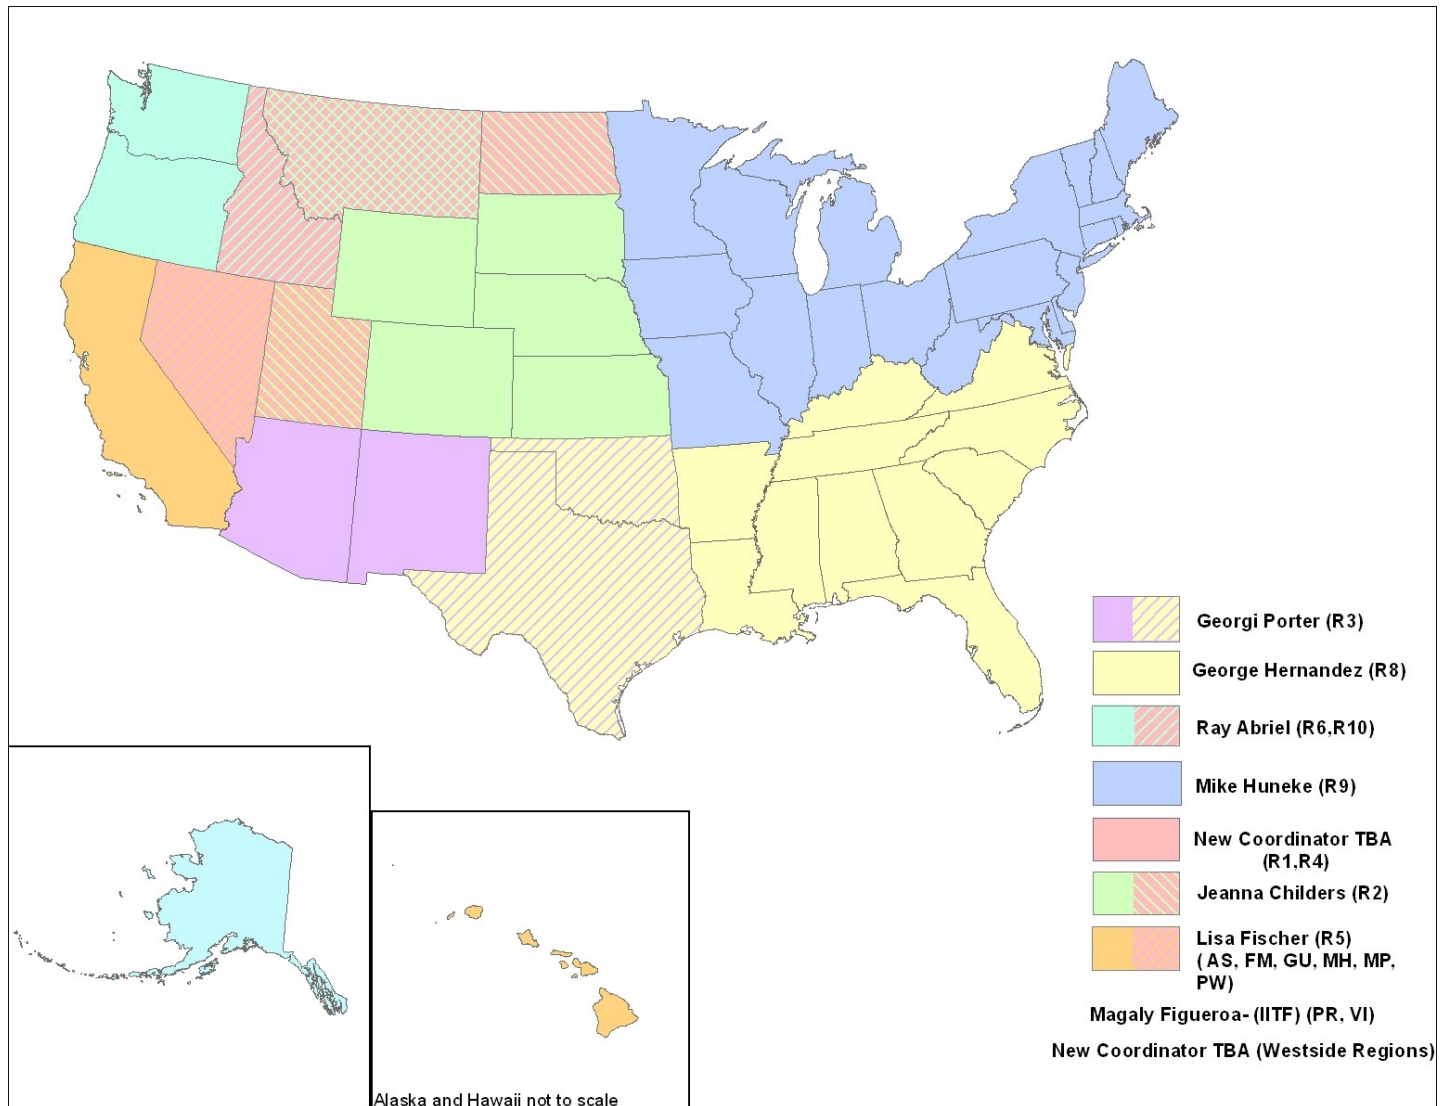 Georgi Porter (R3)
George Hernandez (R8)
Ray Abriel (R6,R10)
Mike Huneke (R9)
New Coordinator TBA
(R1,R4)
Jeanna Childers (R2)
Lisa Fischer (R5)
( AS, FM, GU, MH, MP,
PW)
Magaly Figueroa- (IITF) (PR, VI)
New Coordinator TBA (Westside Regions)
Alaska and Hawaii not to scale